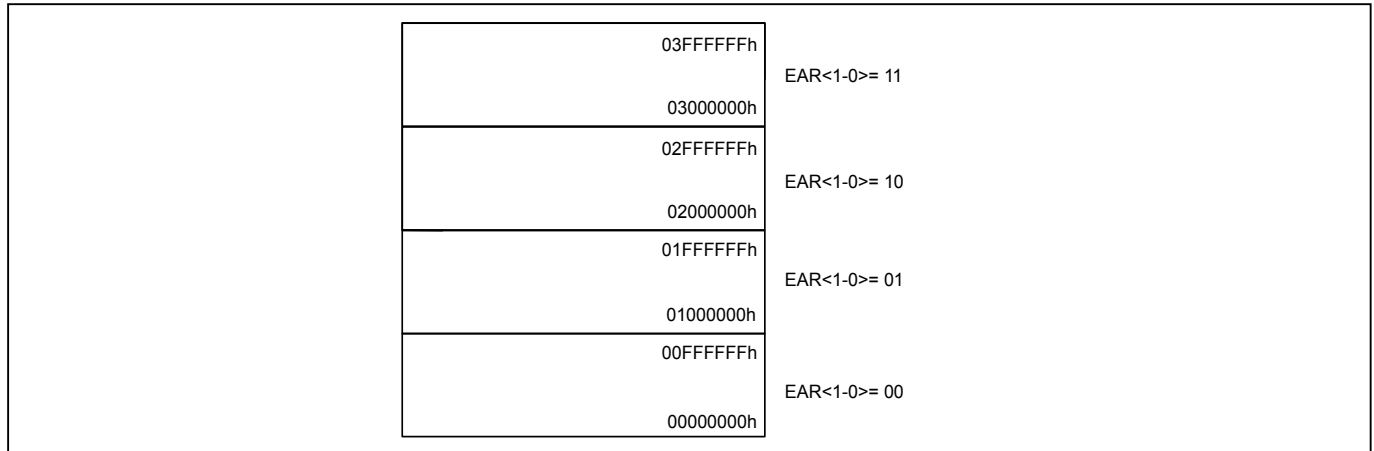 03FFFFFFh
EAR<1-0>= 11
03000000h
02FFFFFFh
EAR<1-0>= 10
02000000h
01FFFFFFh
EAR<1-0>= 01
01000000h
00FFFFFFh
EAR<1-0>= 00
00000000h